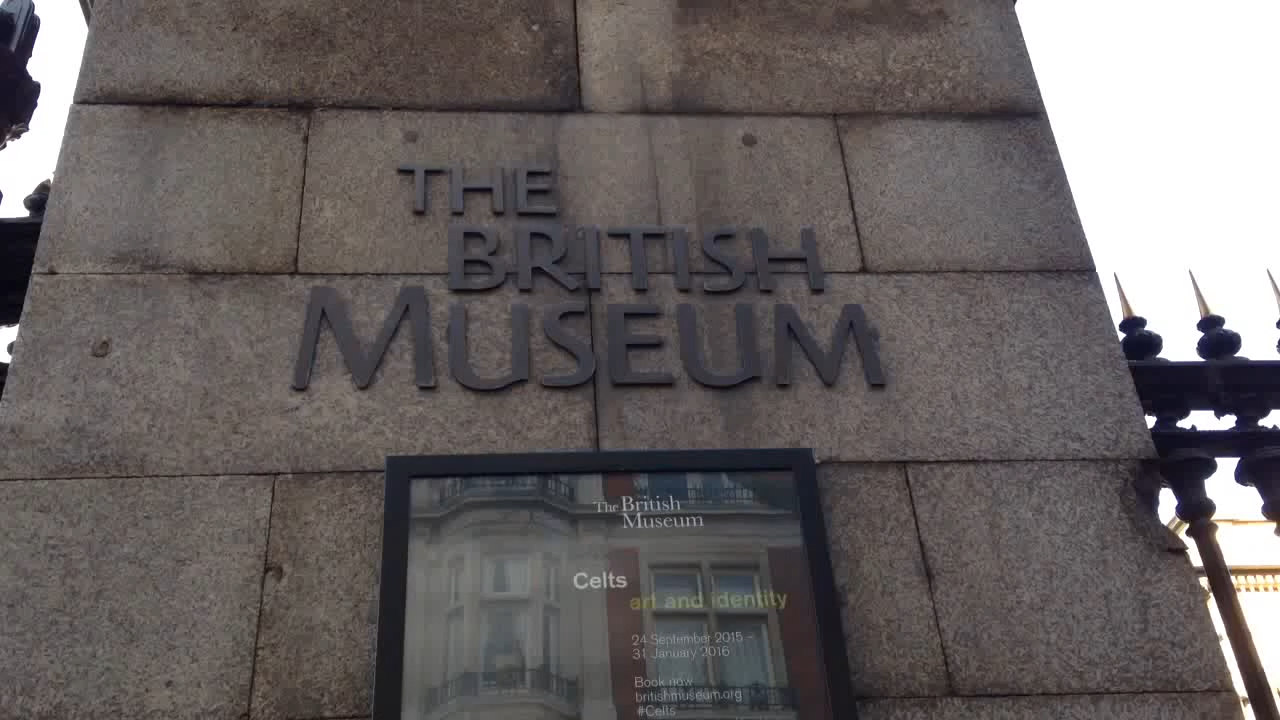 THE
BRITISH
MUSEUM
The British
Museum
Celts
art and identity
24 September 2015 –
31 January 2016
Book now
britishmuseum.org
#Celts